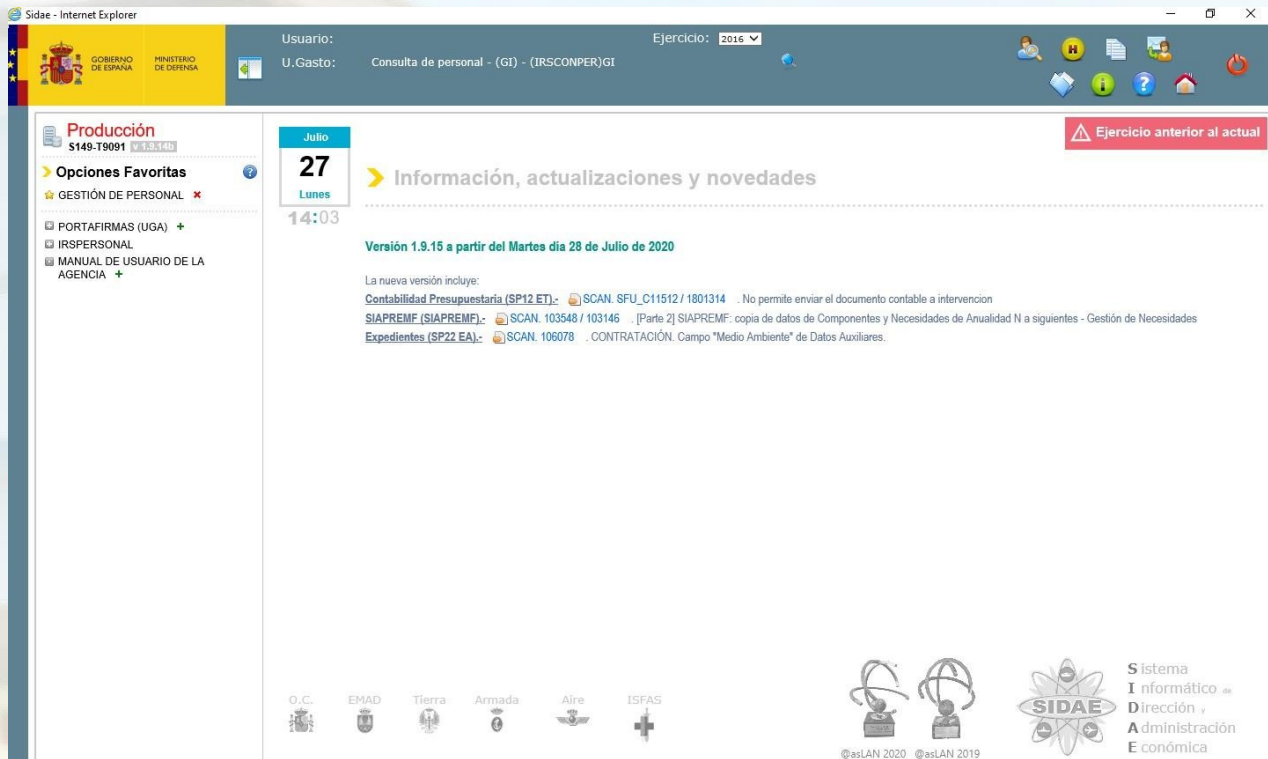 Sidae - Internet Explorer
GOBIERNO DE ESPAÑA
MINISTERIO DE DEFENSA
Usuario:
Ejercicio: 2016
U.Gasto: Consulta de personal - (GI) - (IRSCONPER)GI
H
i
?
Producción
S149-T9091 v 1.9.14b
Opciones Favoritas ?
GESTIÓN DE PERSONAL
PORTAFIRMAS (UGA) +
IRSPERSONAL
MANUAL DE USUARIO DE LA
AGENCIA +
Julio
27
Lunes
14:03
Ejercicio anterior al actual
Información, actualizaciones y novedades
Versión 1.9.15 a partir del Martes dia 28 de Julio de 2020
La nueva versión incluye:
Contabilidad Presupuestaria (SP12 ET).- SCAN. SFU_C11512 / 1801314 . No permite enviar el documento contable a intervencion
SIAPREMF (SIAPREMF).- SCAN. 103548 / 103146 . [Parte 2] SIAPREMF: copia de datos de Componentes y Necesidades de Anualidad N a siguientes - Gestión de Necesidades
Expedientes (SP22 EA).- SCAN. 106078 . CONTRATACIÓN. Campo "Medio Ambiente" de Datos Auxiliares.
O.C. EMAD Tierra Armada Aire ISFAS
@asLAN 2020 @asLAN 2019
SIDAE
Sistema
Informático de
Dirección y
Administración
Económica